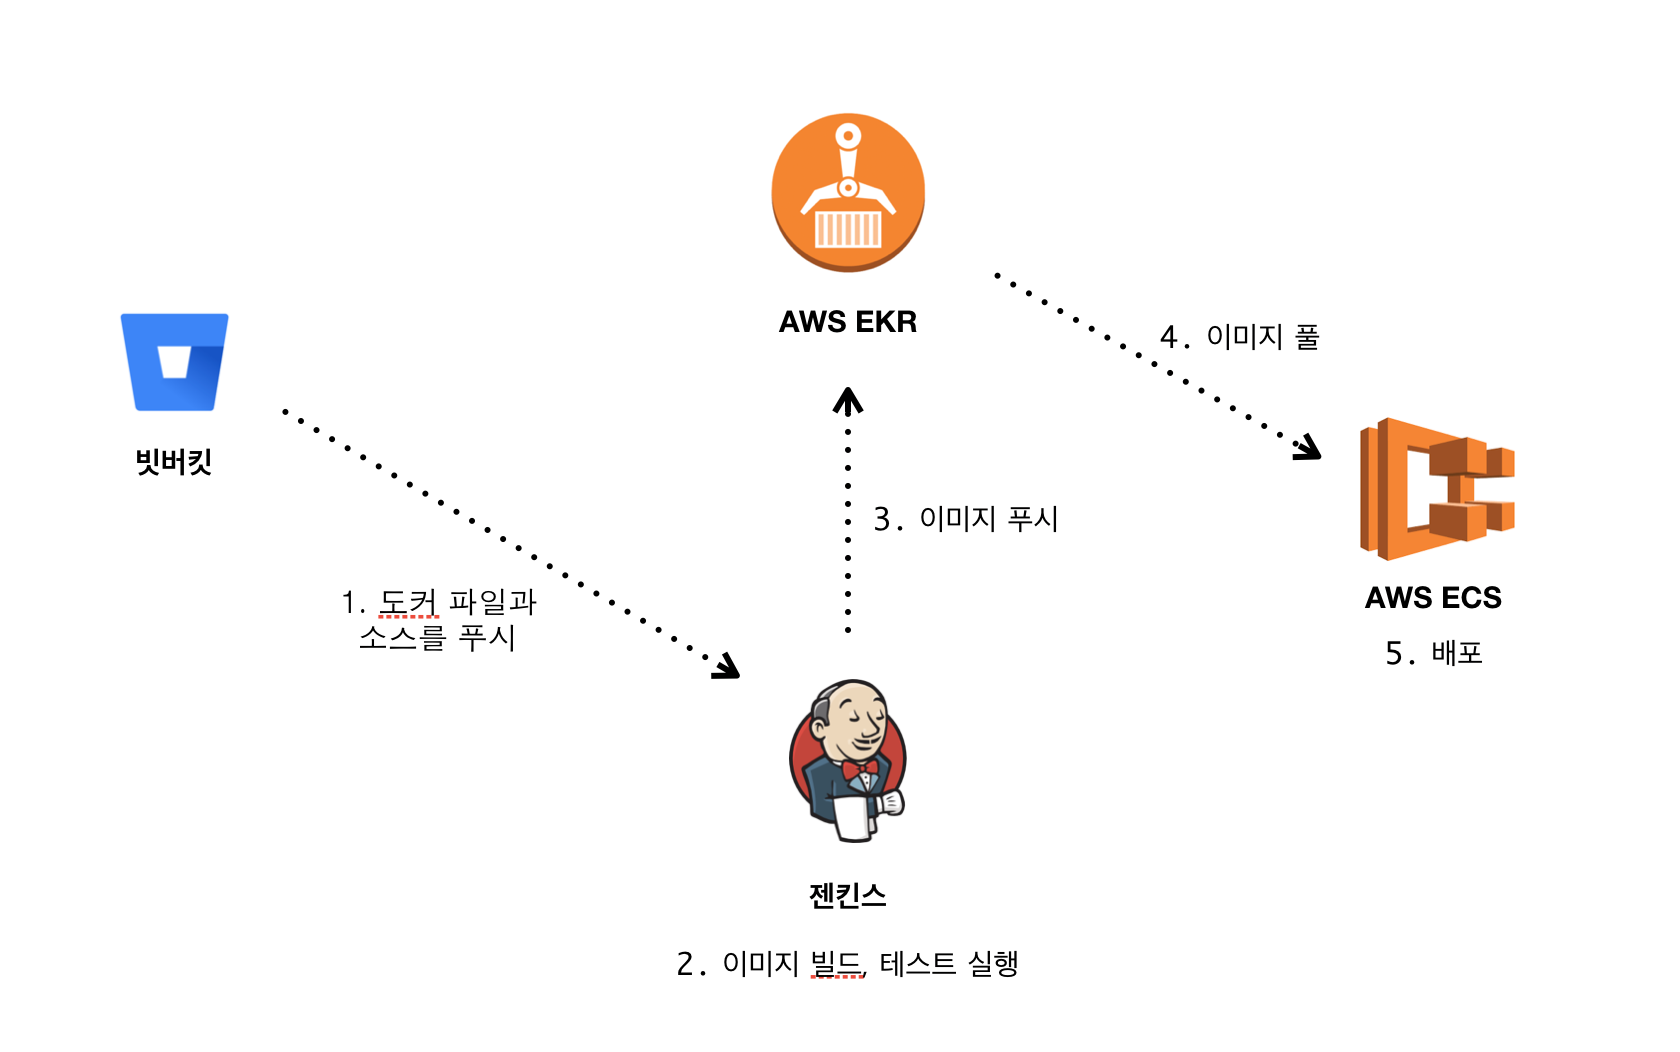 AWS EKR
빗버킷
4. 이미지 풀
3. 이미지 푸시
AWS ECS
5. 배포
1. 도커 파일과
소스를 푸시
젠킨스
2. 이미지 빌드, 테스트 실행